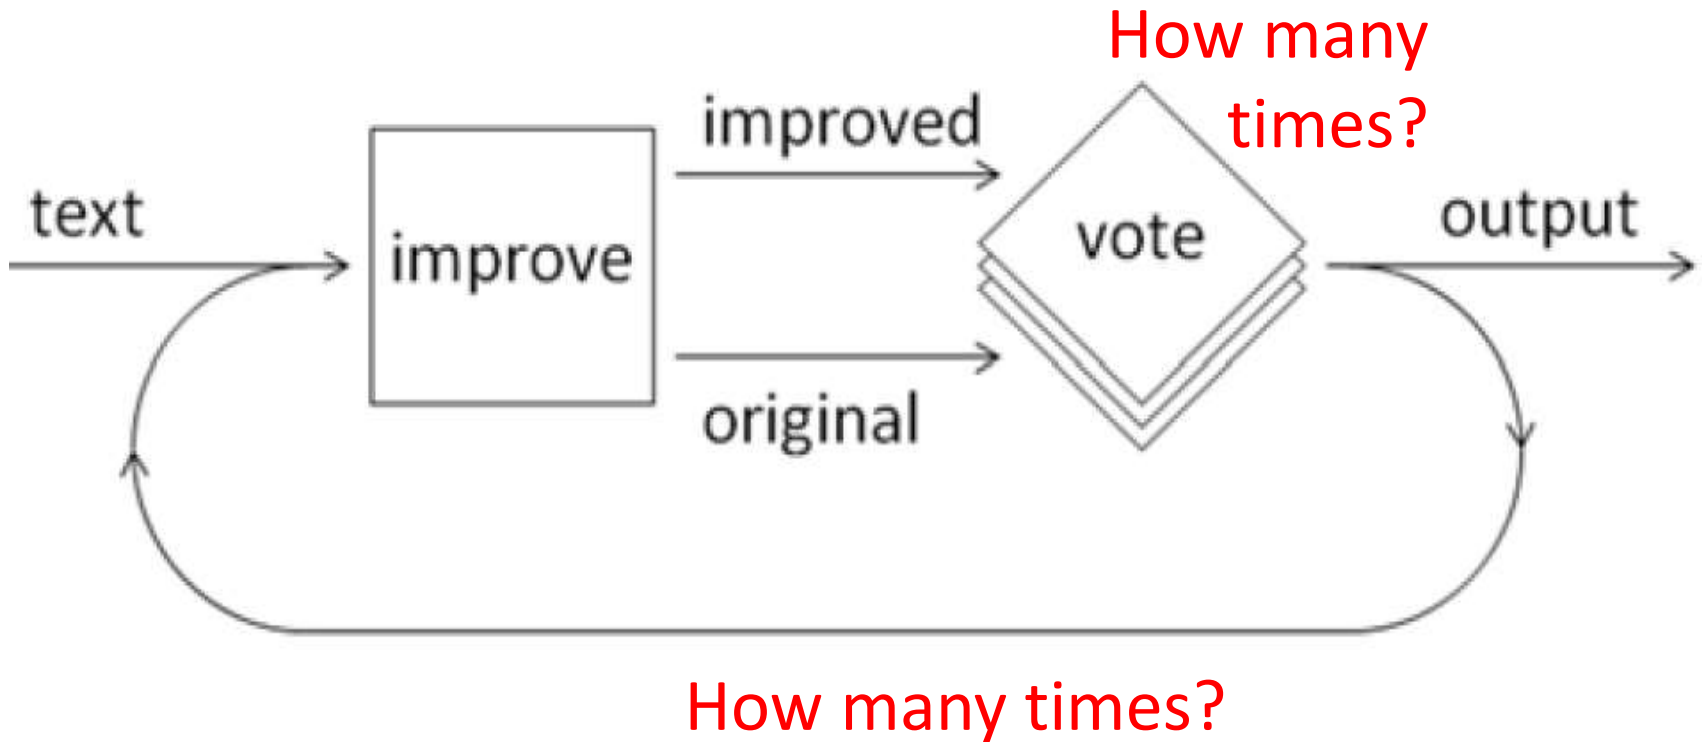 How many
times?
improved
text
improve
vote
output
original
How many times?